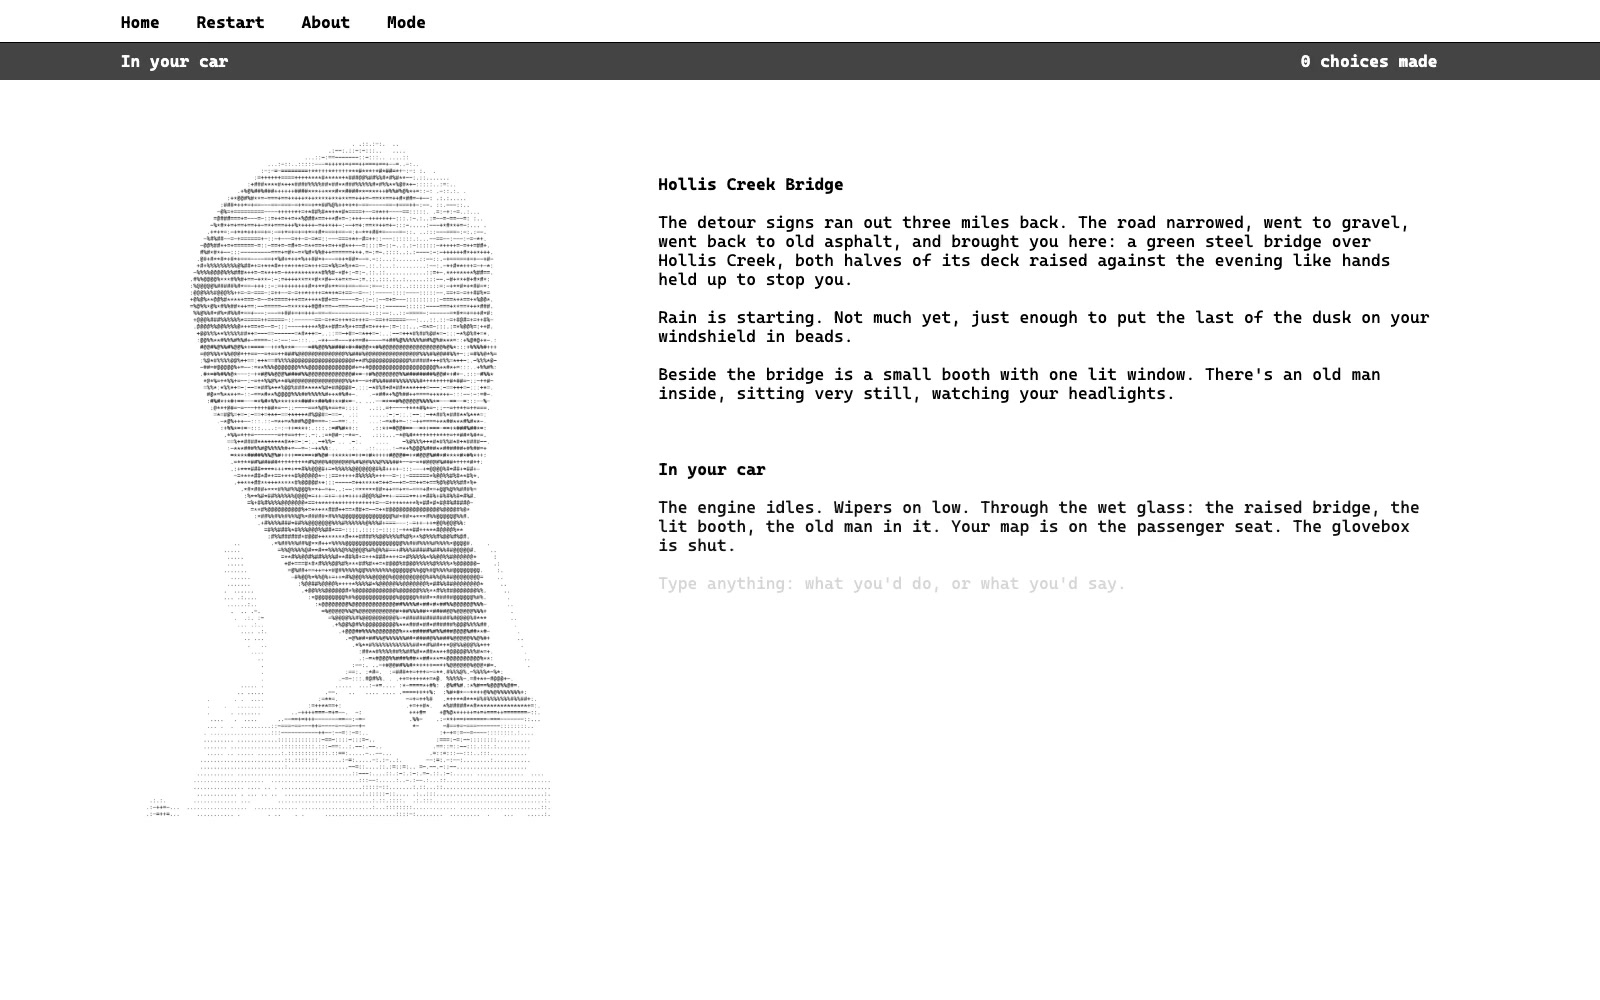 Home Restart About Mode
In your car 0 choices made
Hollis Creek Bridge
The detour signs ran out three miles back. The road narrowed, went to gravel,
went back to old asphalt, and brought you here: a green steel bridge over
Hollis Creek, both halves of its deck raised against the evening like hands
held up to stop you.
Rain is starting. Not much yet, just enough to put the last of the dusk on your
windshield in beads.
Beside the bridge is a small booth with one lit window. There's an old man
inside, sitting very still, watching your headlights.
In your car
The engine idles. Wipers on low. Through the wet glass: the raised bridge, the
lit booth, the old man in it. Your map is on the passenger seat. The glovebox
is shut.
Type anything: what you'd do, or what you'd say.